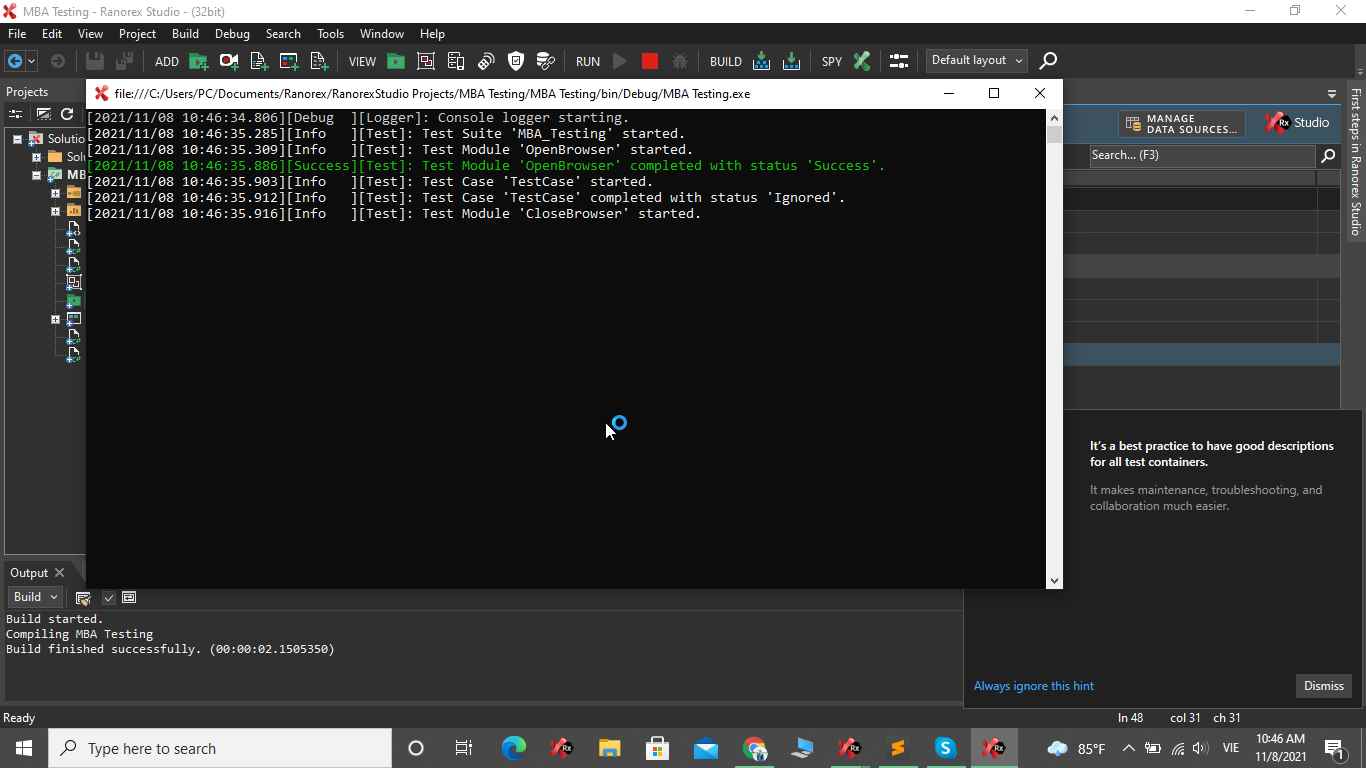 MBA Testing - Ranorex Studio - (32bit)
File Edit View Project Build Debug Search Tools Window Help
ADD VIEW RUN BUILD SPY Default layout
Projects
file:///C:/Users/PC/Documents/Ranorex/RanorexStudio Projects/MBA Testing/MBA Testing/bin/Debug/MBA Testing.exe
[2021/11/08 10:46:34.806][Debug ][Logger]: Console logger starting.
[2021/11/08 10:46:35.285][Info ][Test]: Test Suite 'MBA_Testing' started.
[2021/11/08 10:46:35.309][Info ][Test]: Test Module 'OpenBrowser' started.
[2021/11/08 10:46:35.886][Success][Test]: Test Module 'OpenBrowser' completed with status 'Success'.
[2021/11/08 10:46:35.903][Info ][Test]: Test Case 'TestCase' started.
[2021/11/08 10:46:35.912][Info ][Test]: Test Case 'TestCase' completed with status 'Ignored'.
[2021/11/08 10:46:35.916][Info ][Test]: Test Module 'CloseBrowser' started.
Solutio
Solu
MB
MANAGE
DATA SOURCES...
Rx Studio
Search... (F3)
First steps in Ranorex Studio
It's a best practice to have good descriptions
for all test containers.
It makes maintenance, troubleshooting, and
collaboration much easier.
Always ignore this hint
Dismiss
Output
Build
Build started.
Compiling MBA Testing
Build finished successfully. (00:00:02.1505350)
Ready
ln 48 col 31 ch 31
Type here to search
85°F VIE
10:46 AM
11/8/2021
1